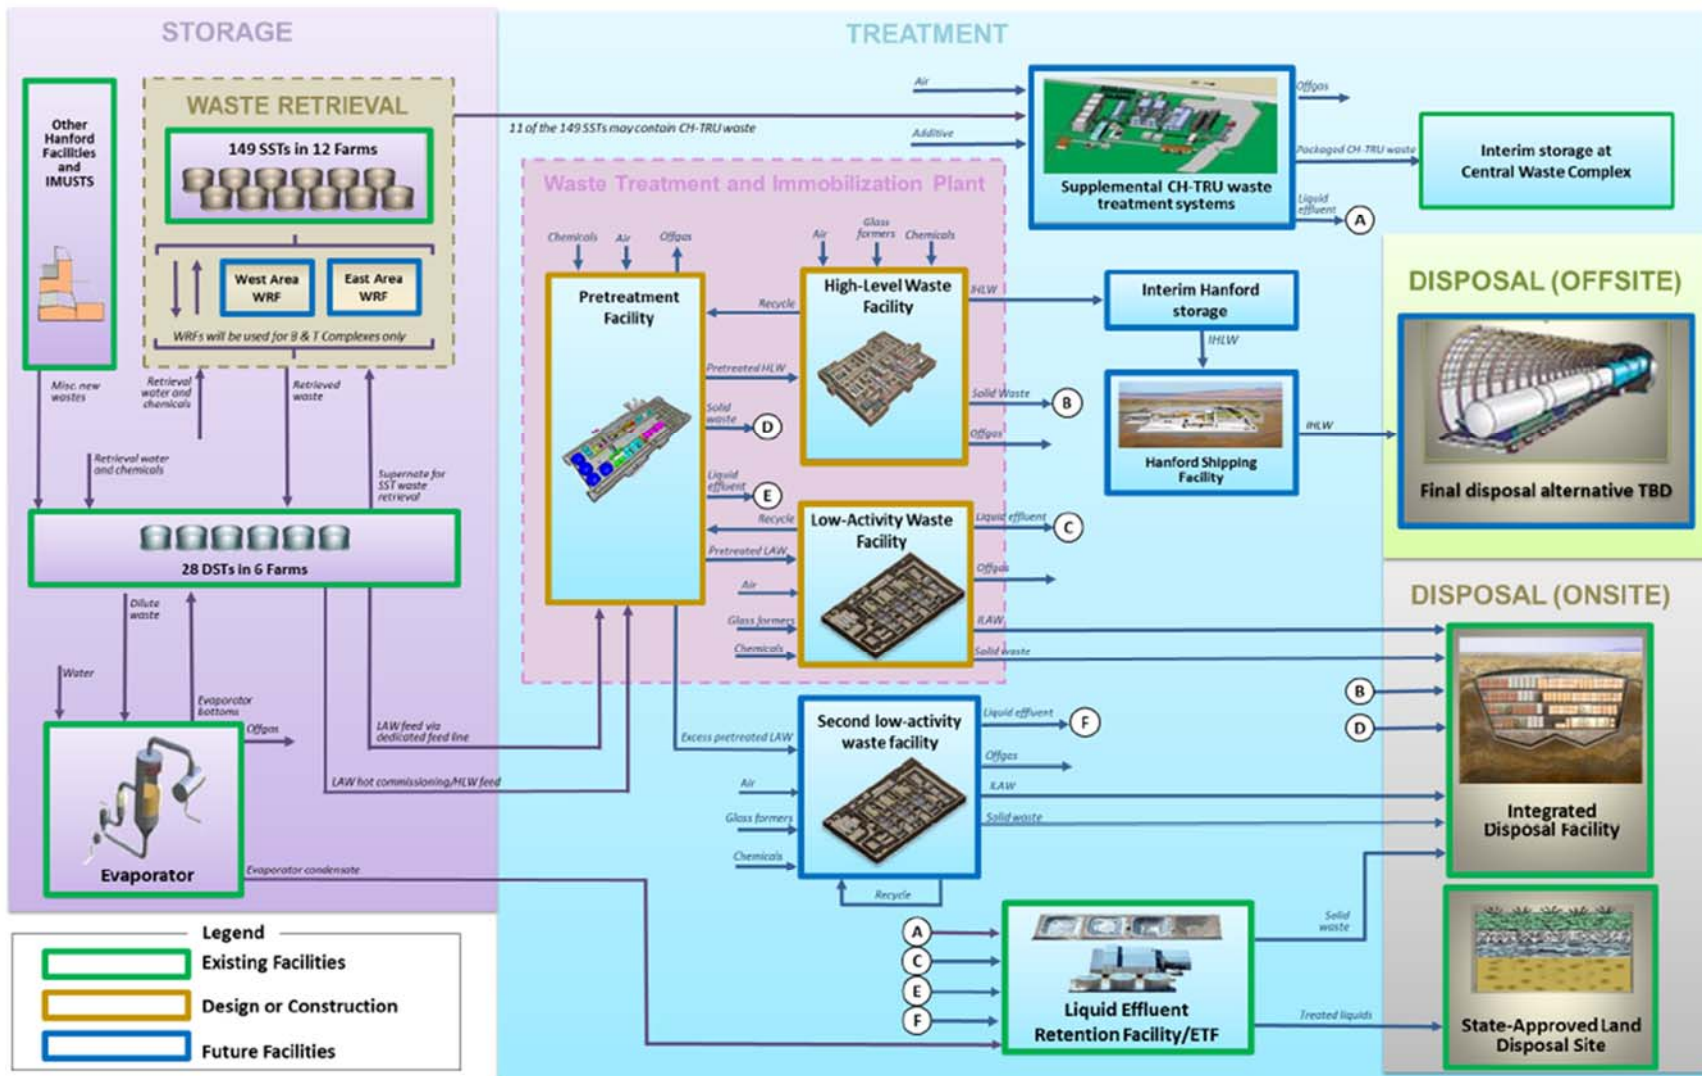 STORAGE
TREATMENT
Other
Hanford
Facilities
and
IMUSTS
WASTE RETRIEVAL
149 SSTs in 12 Farms
West Area
WRF
East Area
WRF
WRFs will be used for B & T Complexes only
11 of the 149 SSTs may contain CH-TRU waste
Misc. new
wastes
Retrieval
water and
chemicals
Retrieved
waste
Retrieval water
and chemicals
Supernate for
SST waste
retrieval
28 DSTs in 6 Farms
Dilute
waste
Water
Evaporator
bottoms
Offgas
LAW feed via
dedicated feed line
LAW hot commissioning/HLW feed
Evaporator
Evaporator condensate
Legend
Existing Facilities
Design or Construction
Future Facilities
Waste Treatment and Immobilization Plant
Chemicals
Air
Offgas
Pretreatment
Facility
Recycle
Pretreated HLW
Solid
waste
D
Liquid
effluent
E
Recycle
Pretreated LAW
Air
Glass
formers
Chemicals
High-Level Waste
Facility
IHLW
Solid Waste
B
Offgas
Low-Activity Waste
Facility
Air
Glass formers
Chemicals
Liquid effluent
C
Offgas
ILAW
Solid waste
Excess pretreated LAW
Second low-activity
waste facility
Air
Glass formers
Chemicals
Recycle
Liquid effluent
F
Offgas
ILAW
Solid waste
Air
Additive
Supplemental CH-TRU waste
treatment systems
Offgas
Packaged CH-TRU waste
Liquid
effluent
A
Interim storage at
Central Waste Complex
Interim Hanford
storage
IHLW
Hanford Shipping
Facility
IHLW
DISPOSAL (OFFSITE)
Final disposal alternative TBD
DISPOSAL (ONSITE)
B
D
Integrated
Disposal Facility
A
C
E
F
Liquid Effluent
Retention Facility/ETF
Solid
waste
Treated liquids
State-Approved Land
Disposal Site